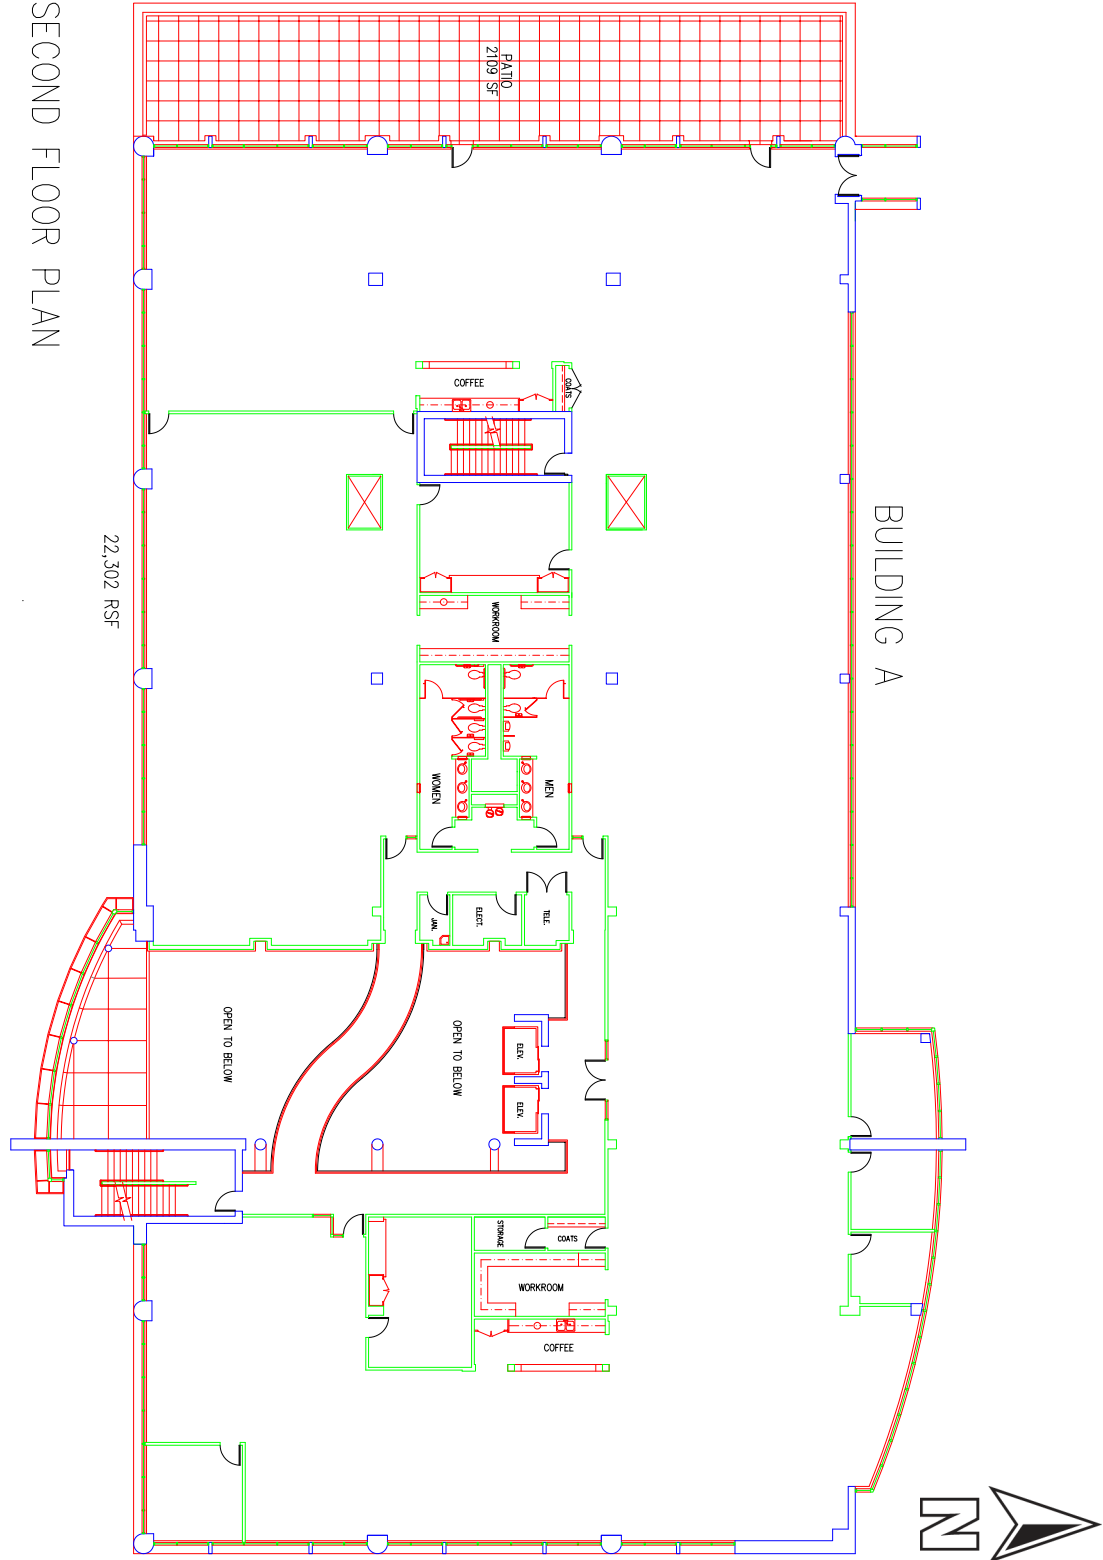 SECOND FLOOR PLAN
22,302 RSF
BUILDING A
PATIO
2109 SF
COFFEE
COATS
WORKROOM
WOMEN
MEN
JAN.
ELECT.
TELE.
OPEN TO BELOW
OPEN TO BELOW
ELEV.
ELEV.
STORAGE
COATS
WORKROOM
COFFEE
N